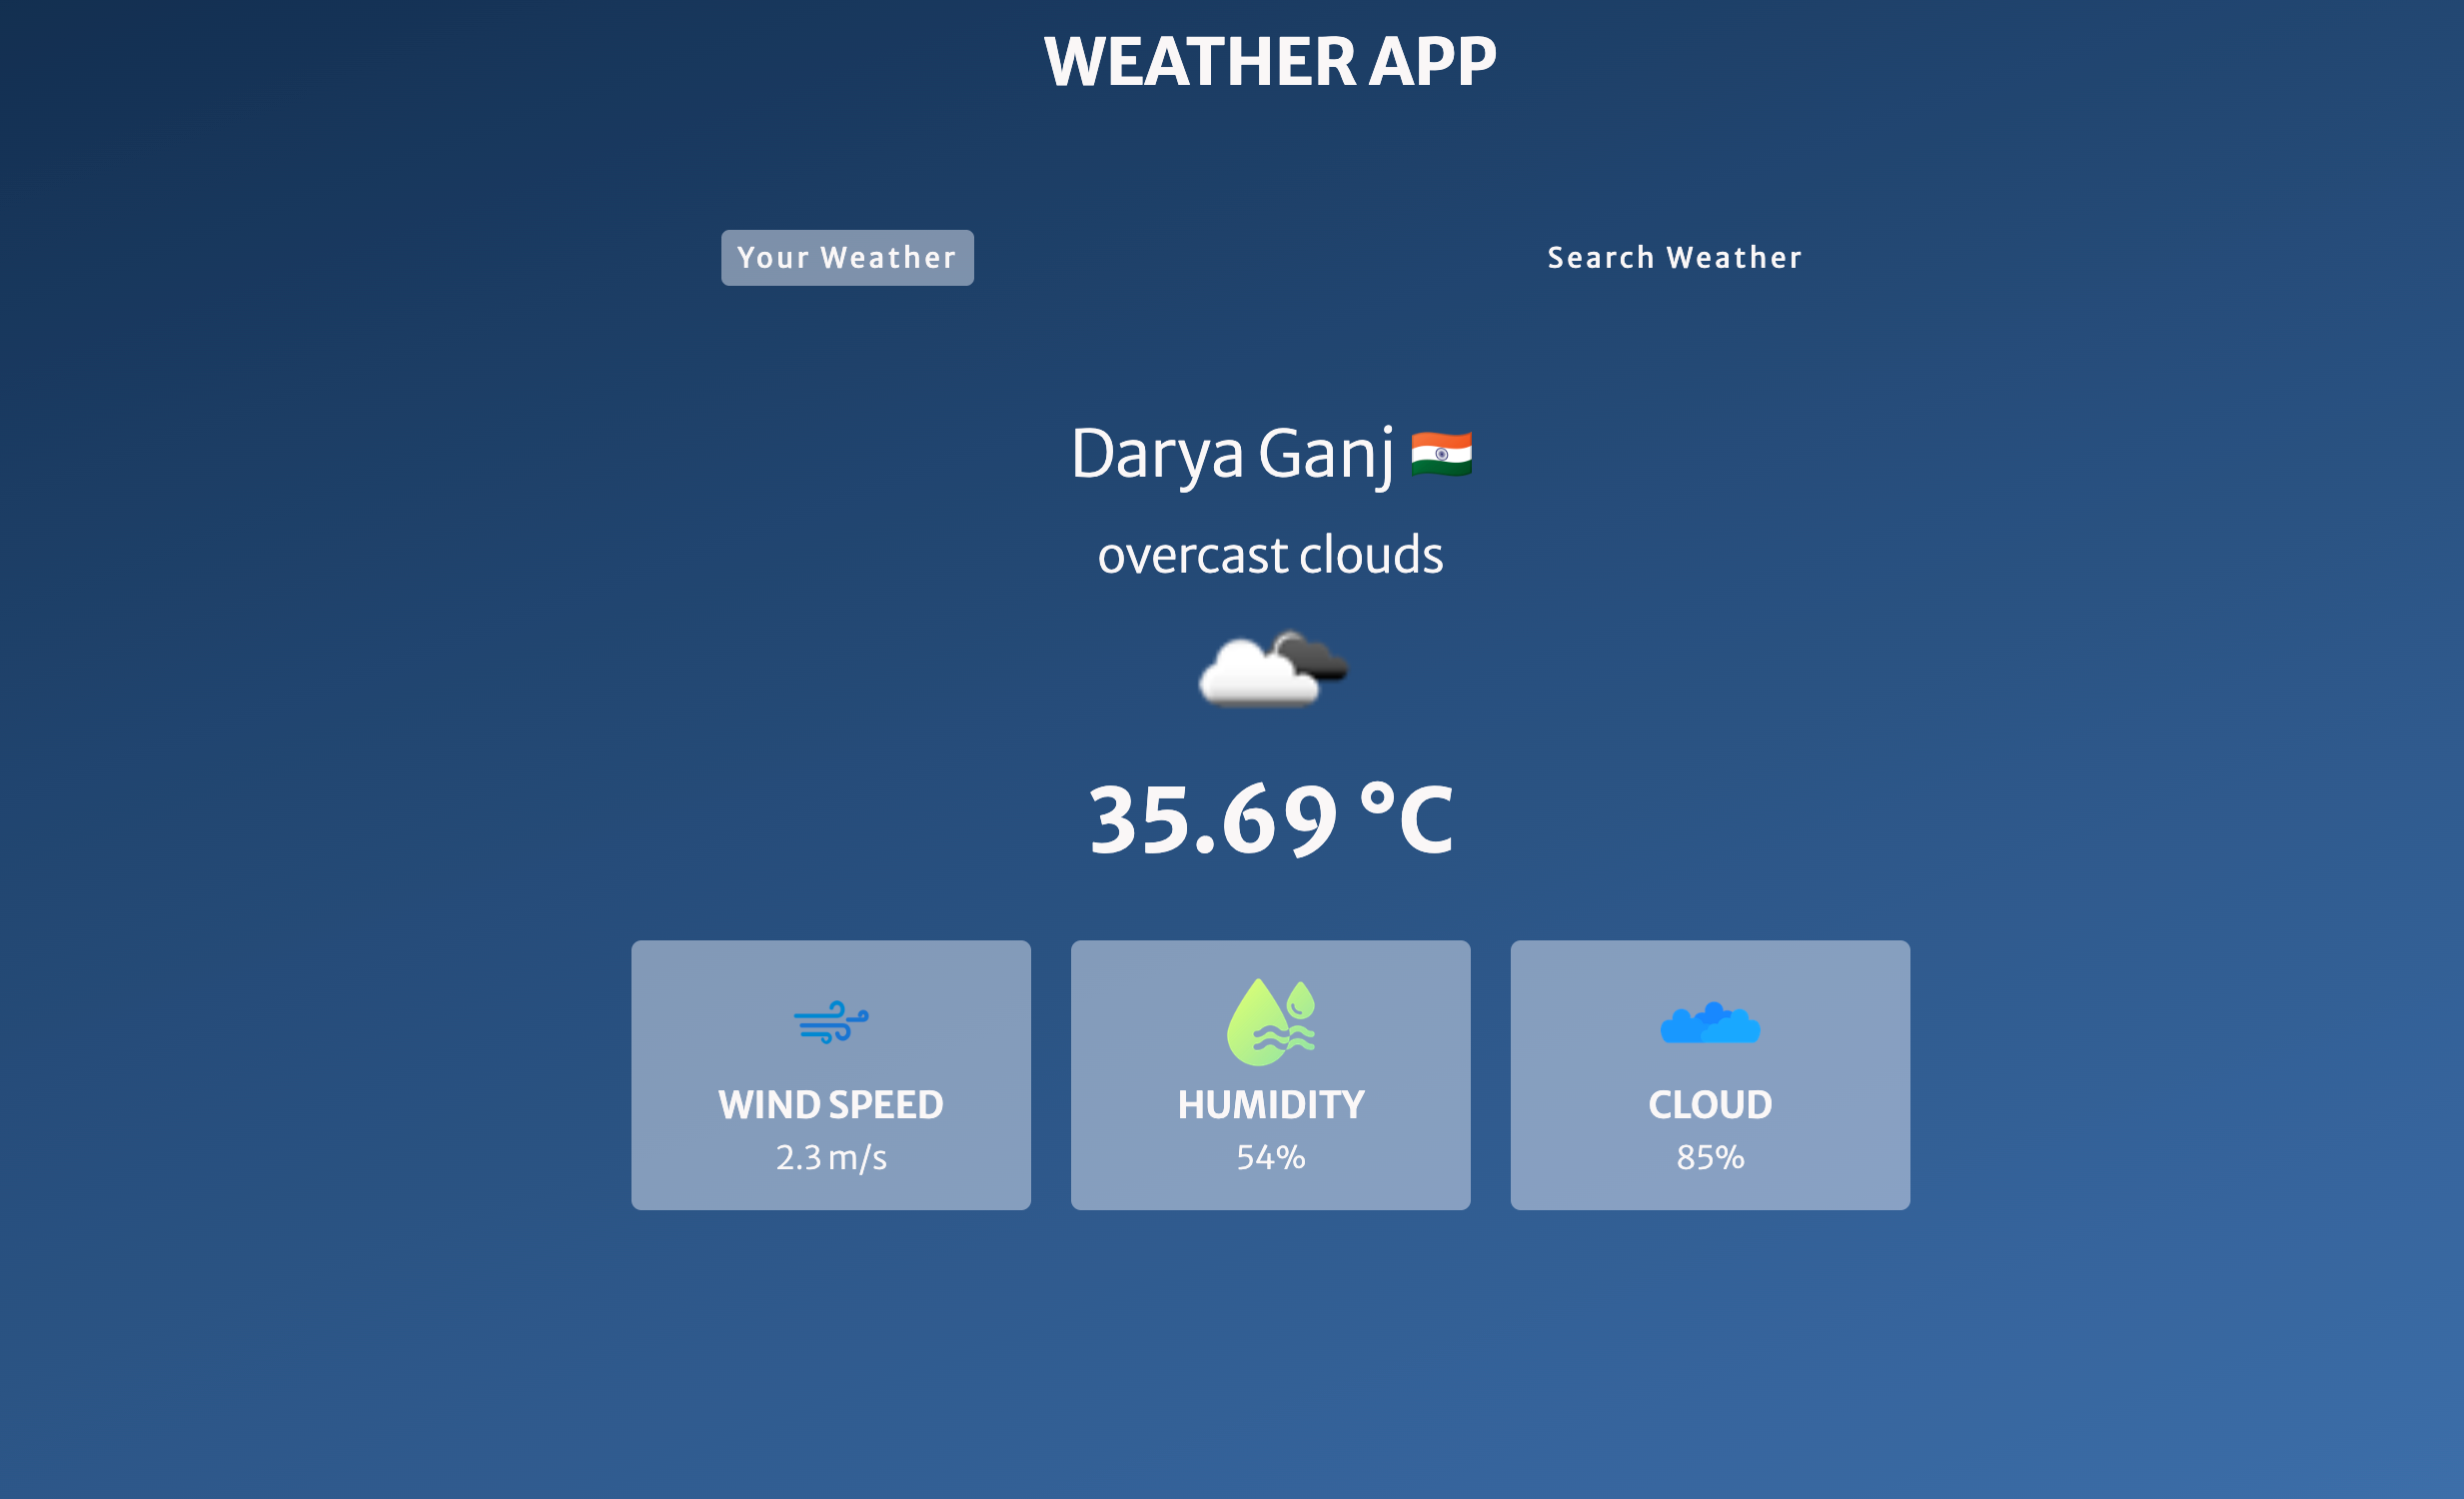 WEATHER APP
Your Weather
Search Weather
Darya Ganj
overcast clouds
35.69 °C
WIND SPEED
2.3 m/s
HUMIDITY
54%
CLOUD
85%